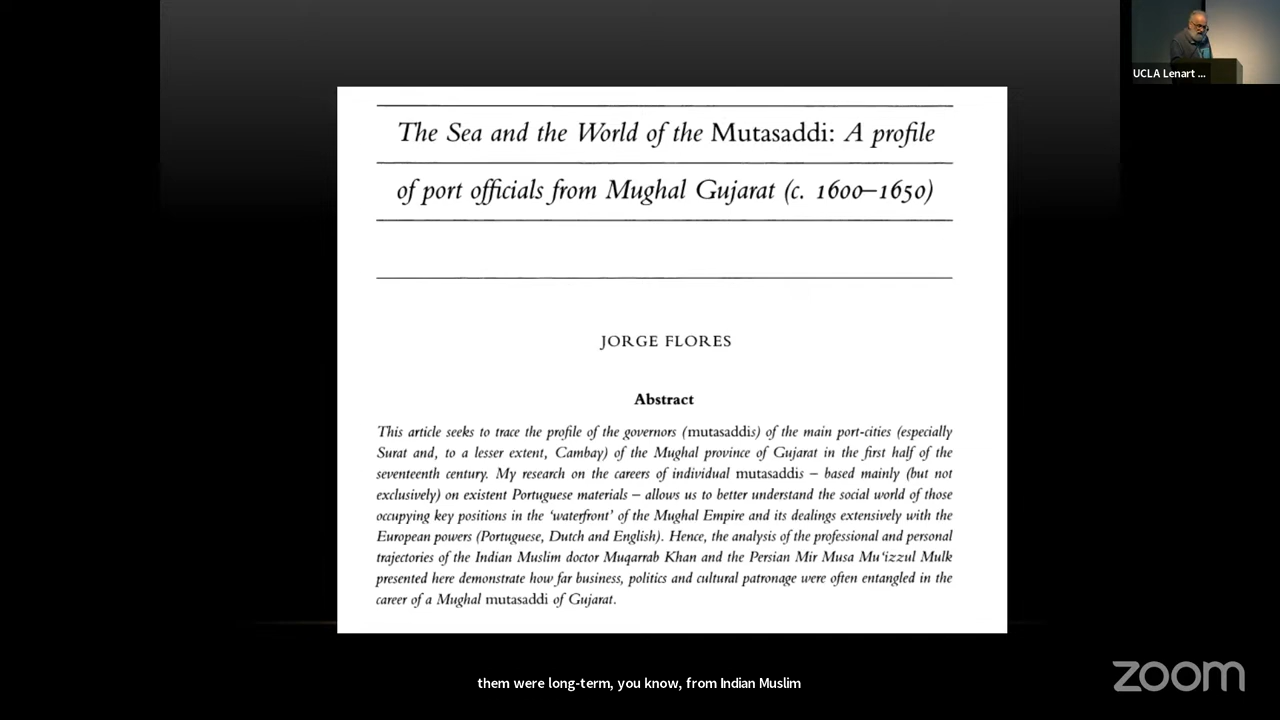 UCLA Lenart ...
The Sea and the World of the Mutasaddi: A profile
of port officials from Mughal Gujarat (c. 1600–1650)
JORGE FLORES
Abstract
This article seeks to trace the profile of the governors (mutasaddis) of the main port-cities (especially
Surat and, to a lesser extent, Cambay) of the Mughal province of Gujarat in the first half of the
seventeenth century. My research on the careers of individual mutasaddis – based mainly (but not
exclusively) on existent Portuguese materials – allows us to better understand the social world of those
occupying key positions in the ‘waterfront’ of the Mughal Empire and its dealings extensively with the
European powers (Portuguese, Dutch and English). Hence, the analysis of the professional and personal
trajectories of the Indian Muslim doctor Muqarrab Khan and the Persian Mir Musa Mu‘izzul Mulk
presented here demonstrate how far business, politics and cultural patronage were often entangled in the
career of a Mughal mutasaddi of Gujarat.
them were long-term, you know, from Indian Muslim
zoom